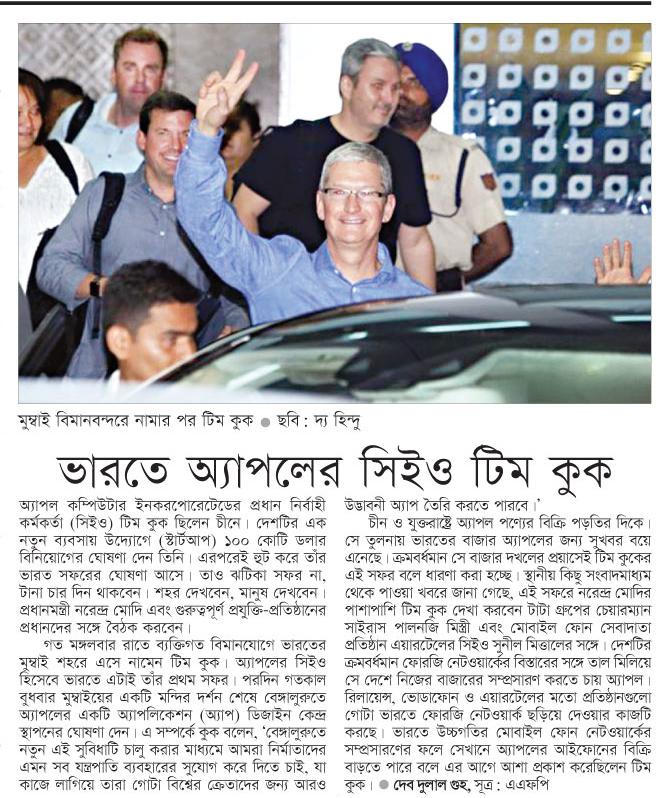 মুম্বাই বিমানবন্দরে নামার পর টিম কুক ● ছবি : দ্য হিন্দু
ভারতে অ্যাপলের সিইও টিম কুক
অ্যাপল কম্পিউটার ইনকরপোরেটেডের প্রধান নির্বাহী
কর্মকর্তা (সিইও) টিম কুক ছিলেন চীনে। দেশটির এক
নতুন ব্যবসায় উদ্যোগে (স্টার্টআপ) ১০০ কোটি ডলার
বিনিয়োগের ঘোষণা দেন তিনি। এরপরেই হুট করে তাঁর
ভারত সফরের ঘোষণা আসে। তাও ঝটিকা সফর না,
টানা চার দিন থাকবেন। শহর দেখবেন, মানুষ দেখবেন।
প্রধানমন্ত্রী নরেন্দ্র মোদি এবং গুরুত্বপূর্ণ প্রযুক্তি-প্রতিষ্ঠানের
প্রধানদের সঙ্গে বৈঠক করবেন।
গত মঙ্গলবার রাতে ব্যক্তিগত বিমানযোগে ভারতের
মুম্বাই শহরে এসে নামেন টিম কুক। অ্যাপলের সিইও
হিসেবে ভারতে এটাই তাঁর প্রথম সফর। পরদিন গতকাল
বুধবার মুম্বাইয়ের একটি মন্দির দর্শন শেষে বেঙ্গালুরুতে
অ্যাপলের একটি অ্যাপলিকেশন (অ্যাপ) ডিজাইন কেন্দ্র
স্থাপনের ঘোষণা দেন। এ সম্পর্কে কুক বলেন, ‘বেঙ্গালুরুতে
নতুন এই সুবিধাটি চালু করার মাধ্যমে আমরা নির্মাতাদের
এমন সব যন্ত্রপাতি ব্যবহারের সুযোগ করে দিতে চাই, যা
কাজে লাগিয়ে তারা গোটা বিশ্বের ক্রেতাদের জন্য আরও
উদ্ভাবনী অ্যাপ তৈরি করতে পারবে।’
চীন ও যুক্তরাষ্ট্রে অ্যাপল পণ্যের বিক্রি পড়তির দিকে।
সে তুলনায় ভারতের বাজার অ্যাপলের জন্য সুখবর বয়ে
এনেছে। ক্রমবর্ধমান সে বাজার দখলের প্রয়াসেই টিম কুকের
এই সফর বলে ধারণা করা হচ্ছে। স্থানীয় কিছু সংবাদমাধ্যম
থেকে পাওয়া খবরে জানা গেছে, এই সফরে নরেন্দ্র মোদির
পাশাপাশি টিম কুক দেখা করবেন টাটা গ্রুপের চেয়ারম্যান
সাইরাস পালনজি মিস্ত্রী এবং মোবাইল ফোন সেবাদাতা
প্রতিষ্ঠান এয়ারটেলের সিইও সুনীল মিত্তালের সঙ্গে। দেশটির
ক্রমবর্ধমান ফোরজি নেটওয়ার্কের বিস্তারের সঙ্গে তাল মিলিয়ে
সে দেশে নিজের বাজারের সম্প্রসারণ করতে চায় অ্যাপল।
রিলায়েন্স, ভোডাফোন ও এয়ারটেলের মতো প্রতিষ্ঠানগুলো
গোটা ভারতে ফোরজি নেটওয়ার্ক ছড়িয়ে দেওয়ার কাজটি
করছে। ভারতে উচ্চগতির মোবাইল ফোন নেটওয়ার্কের
সম্প্রসারণের ফলে সেখানে অ্যাপলের আইফোনের বিক্রি
বাড়তে পারে বলে এর আগে আশা প্রকাশ করেছিলেন টিম
কুক। ● দেব দুলাল গুহ, সূত্র : এএফপি